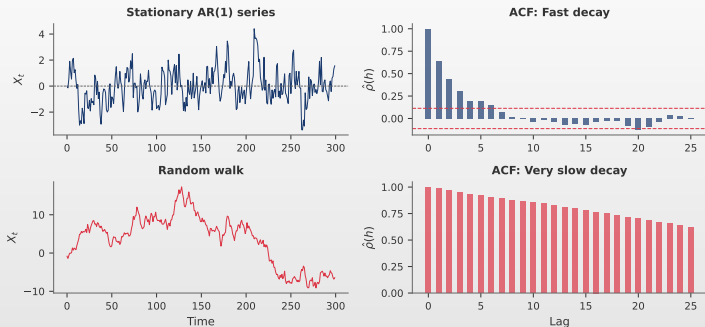 Stationary AR(1) series
X_t
4
2
0
−2
0 50 100 150 200 250 300
ACF: Fast decay
ρ̂(h)
1.00
0.75
0.50
0.25
0.00
0 5 10 15 20 25
Random walk
X_t
10
0
−10
0 50 100 150 200 250 300
Time
ACF: Very slow decay
ρ̂(h)
1.00
0.75
0.50
0.25
0.00
0 5 10 15 20 25
Lag